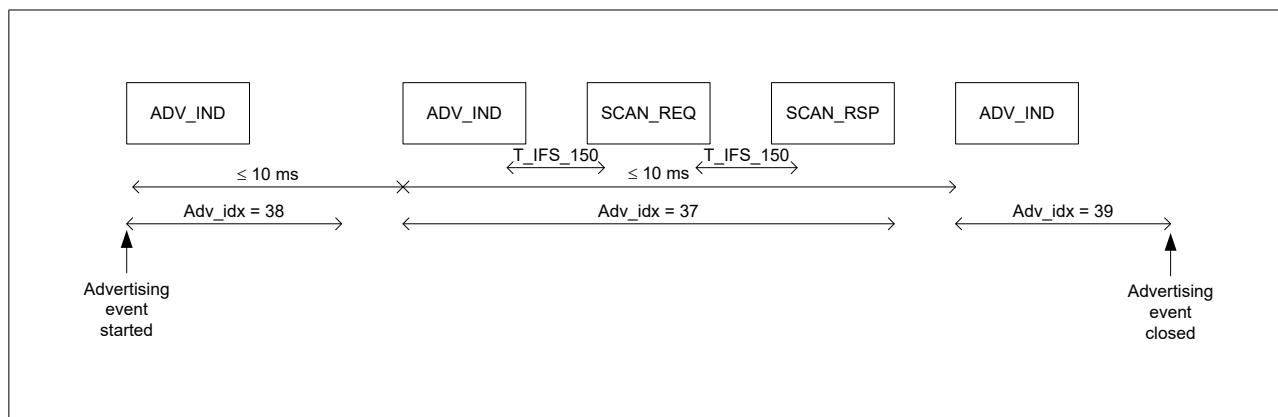 ADV_IND
ADV_IND
SCAN_REQ
SCAN_RSP
ADV_IND
T_IFS_150
T_IFS_150
≤ 10 ms
≤ 10 ms
Adv_idx = 38
Adv_idx = 37
Adv_idx = 39
Advertising
event
started
Advertising
event
closed